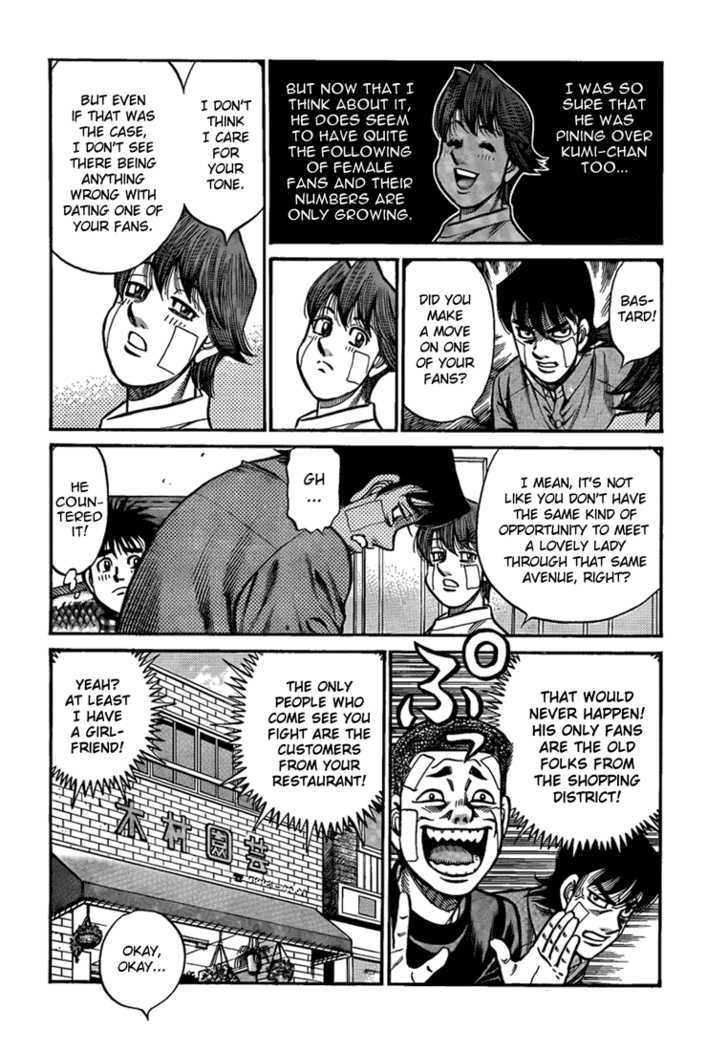 I WAS SO
SURE THAT
HE WAS
PINING OVER
KUMI-CHAN
TOO...
BUT NOW THAT I
THINK ABOUT IT,
HE DOES SEEM
TO HAVE QUITE
THE FOLLOWING
OF FEMALE
FANS AND THEIR
NUMBERS ARE
ONLY GROWING.
I DON'T
THINK
I CARE
FOR
YOUR
TONE.
BUT EVEN
IF THAT WAS
THE CASE,
I DON'T SEE
THERE BEING
ANYTHING
WRONG WITH
DATING ONE OF
YOUR FANS.
BAS-
TARD!
DID YOU
MAKE
A MOVE
ON ONE
OF YOUR
FANS?
I MEAN, IT'S NOT
LIKE YOU DON'T HAVE
THE SAME KIND OF
OPPORTUNITY TO MEET
A LOVELY LADY
THROUGH THAT SAME
AVENUE, RIGHT?
GH
...
HE
COUN-
TERED
IT!
THAT WOULD
NEVER HAPPEN!
HIS ONLY FANS
ARE THE OLD
FOLKS FROM
THE SHOPPING
DISTRICT!
ぷっ
THE ONLY
PEOPLE WHO
COME SEE YOU
FIGHT ARE THE
CUSTOMERS
FROM YOUR
RESTAURANT!
YEAH?
AT LEAST
I HAVE
A GIRL-
FRIEND!
木村園芸
OKAY,
OKAY...